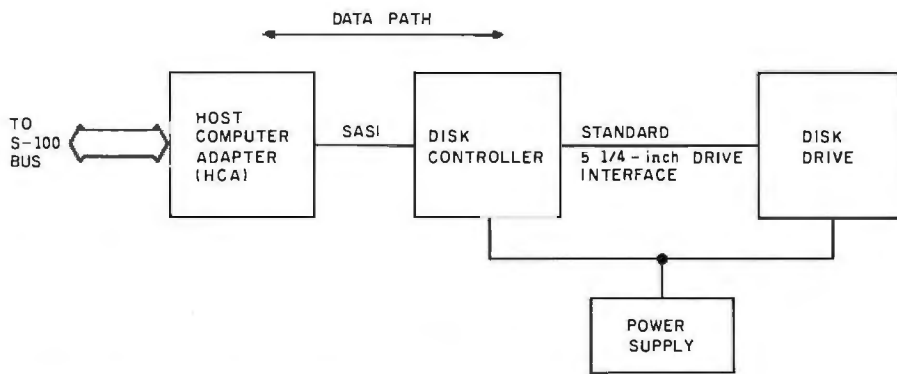 DATA PATH
TO
S-100
BUS
HOST
COMPUTER
ADAPTER
(HCA)
SASI
DISK
CONTROLLER
STANDARD
5 1/4-inch DRIVE
INTERFACE
DISK
DRIVE
POWER
SUPPLY